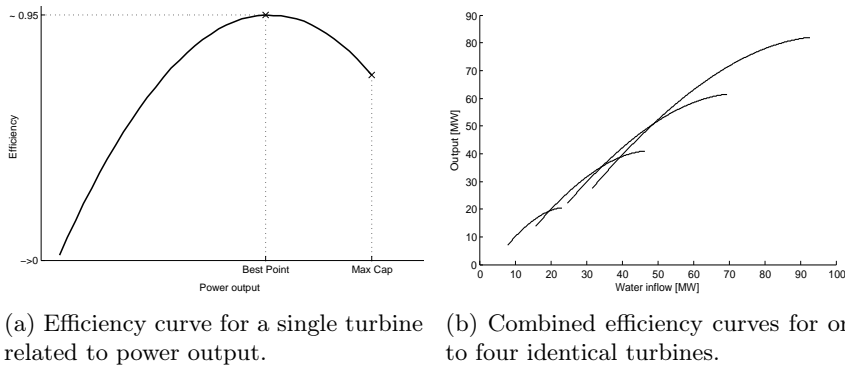 ~ 0.95
Efficiency
~>0
Best Point
Max Cap
Power output
90
80
70
60
50
40
30
20
10
0
Output [MW]
0 10 20 30 40 50 60 70 80 90 100
Water inflow [MW]
(a) Efficiency curve for a single turbine
related to power output.
(b) Combined efficiency curves for
to four identical turbines.